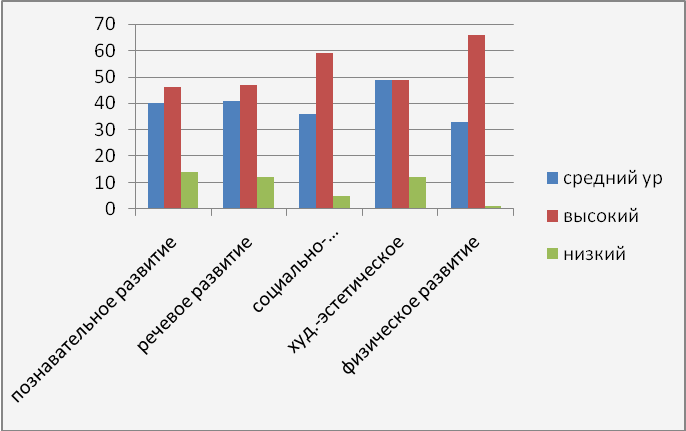 70
60
50
40
30
20
10
0
познавательное развитие
речевое развитие
социально-...
худ.-эстетическое
физическое развитие
средний ур
высокий
низкий